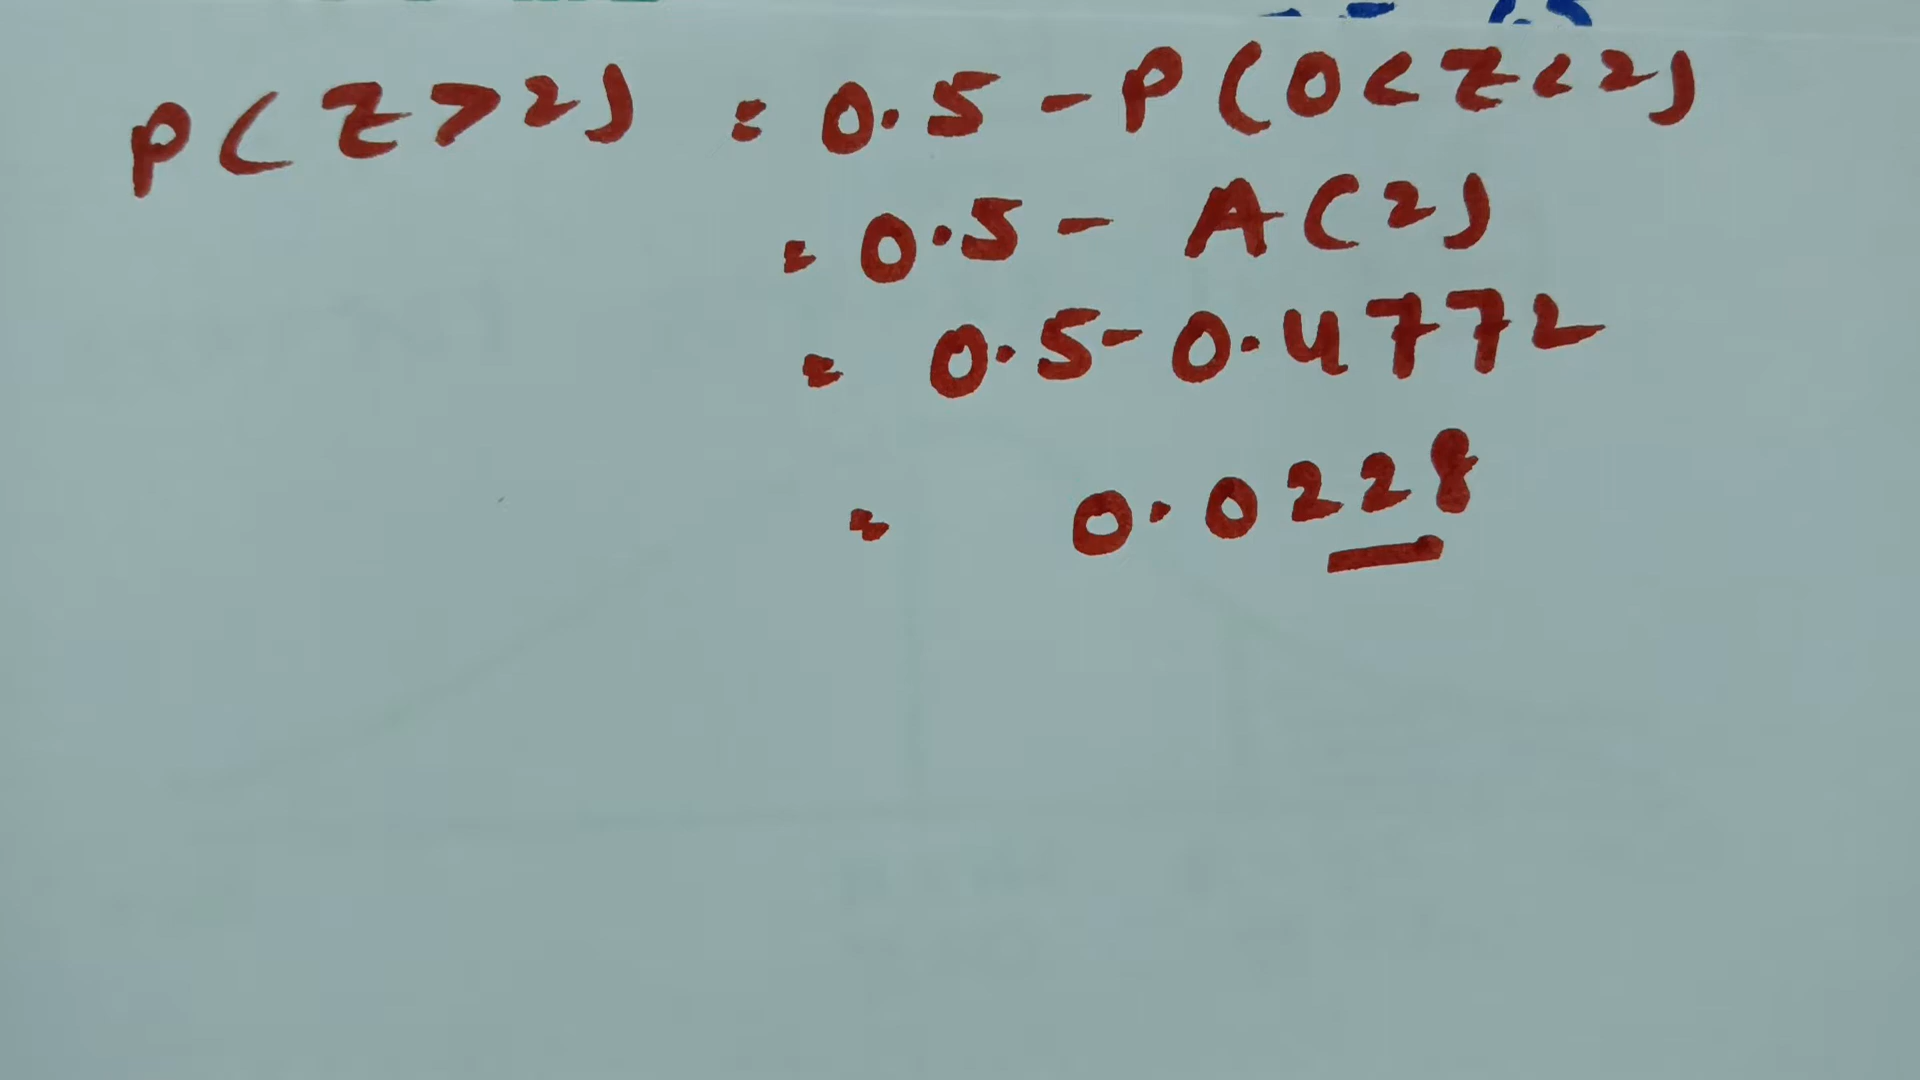 P(Z>2) = 0.5 - P(0<Z<2)
= 0.5 - A(2)
= 0.5 - 0.4772
= 0.0228